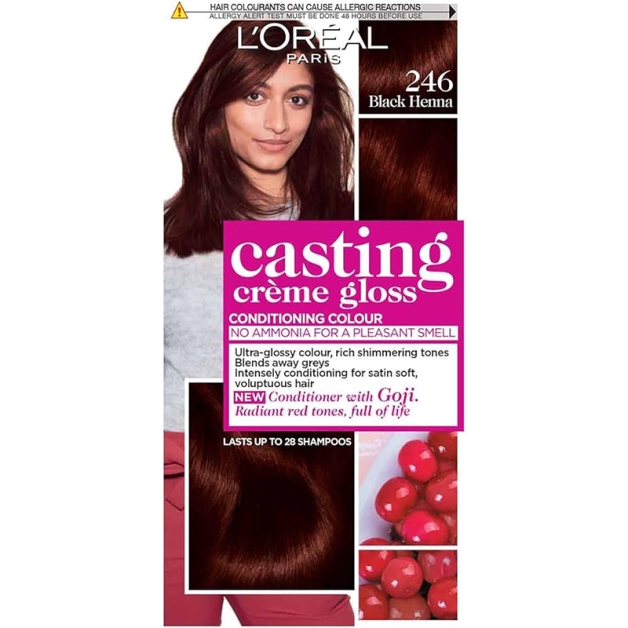 HAIR COLOURANTS CAN CAUSE ALLERGIC REACTIONS
ALLERGY ALERT TEST MUST BE DONE 48 HOURS BEFORE USE
L'ORÉAL
PARIS
246
Black Henna
casting
crème gloss
CONDITIONING COLOUR
NO AMMONIA FOR A PLEASANT SMELL
Ultra-glossy colour, rich shimmering tones
Blends away greys
Intensely conditioning for satin soft,
voluptuous hair
NEW Conditioner with Goji.
Radiant red tones, full of life
LASTS UP TO 28 SHAMPOOS